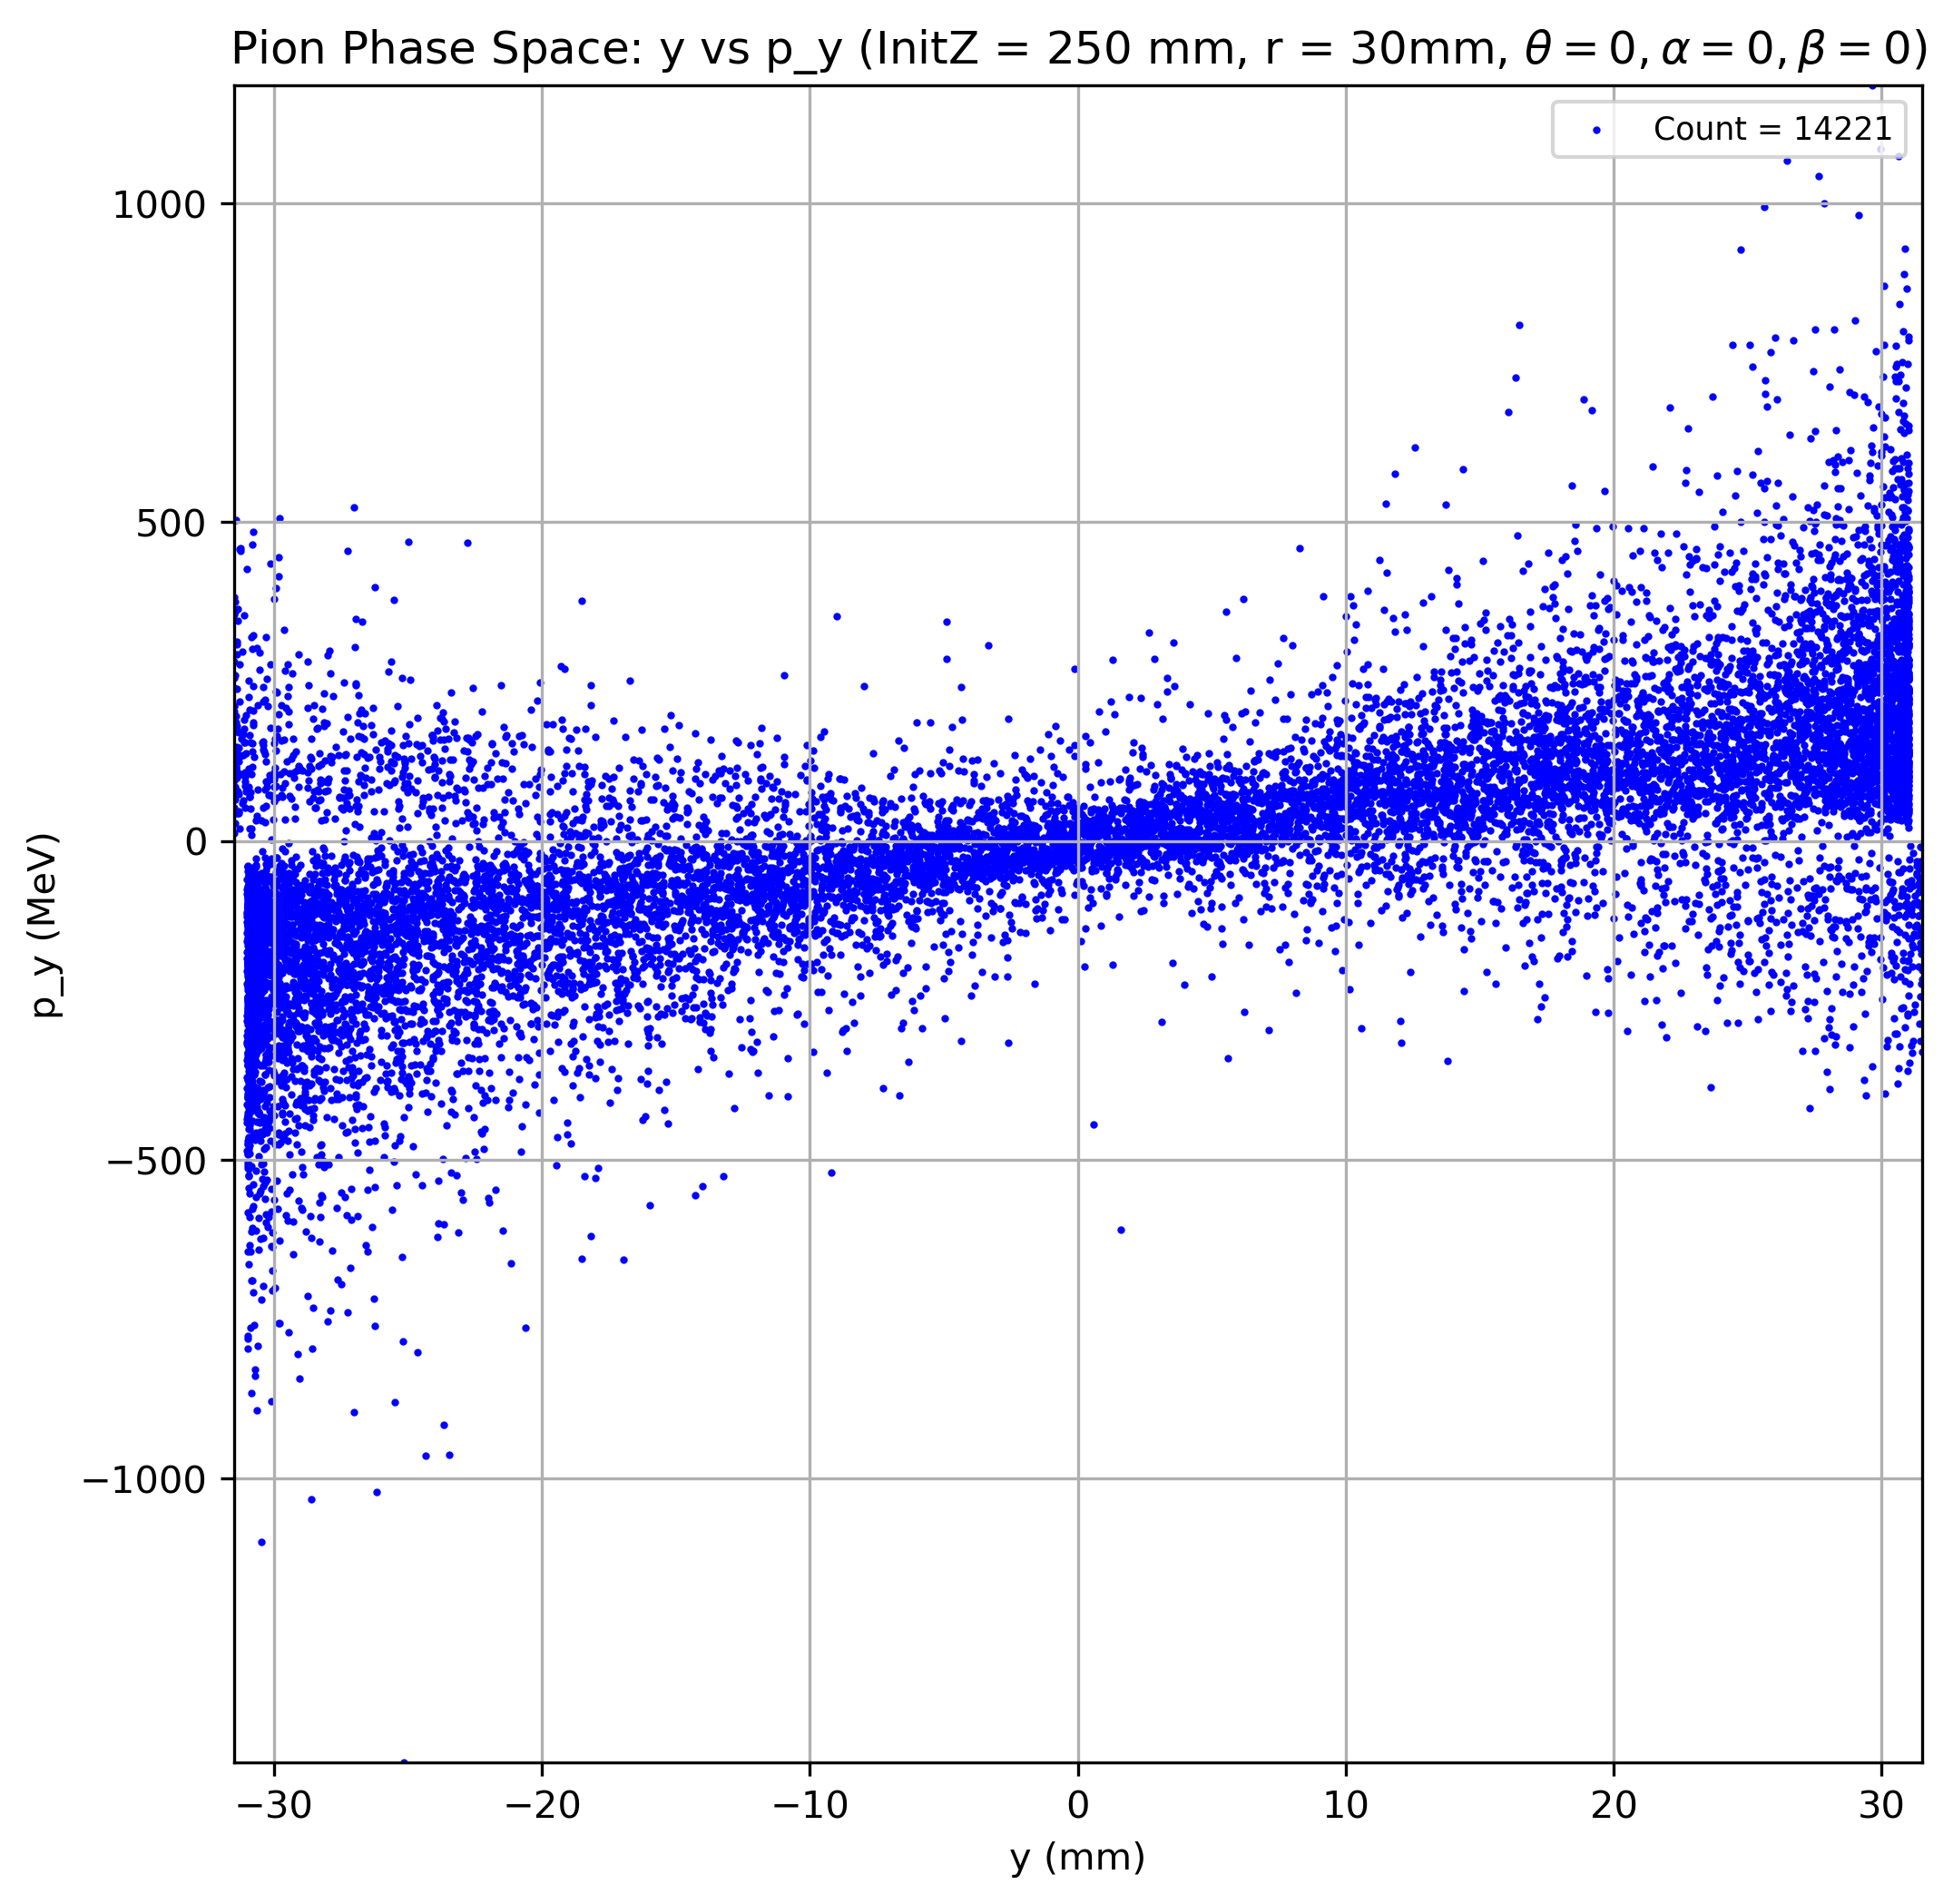 Pion Phase Space: y vs p_y (InitZ = 250 mm, r = 30mm, θ = 0, α = 0, β = 0)
Count = 14221
1000
500
0
−500
−1000
p_y (MeV)
−30 −20 −10 0 10 20 30
y (mm)